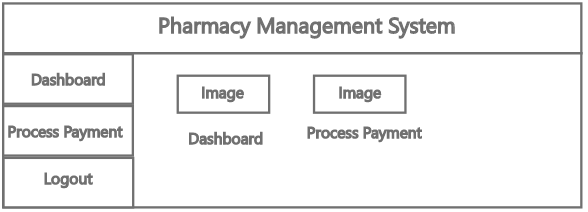 Pharmacy Management System
Dashboard
Process Payment
Logout
Image
Image
Dashboard
Process Payment